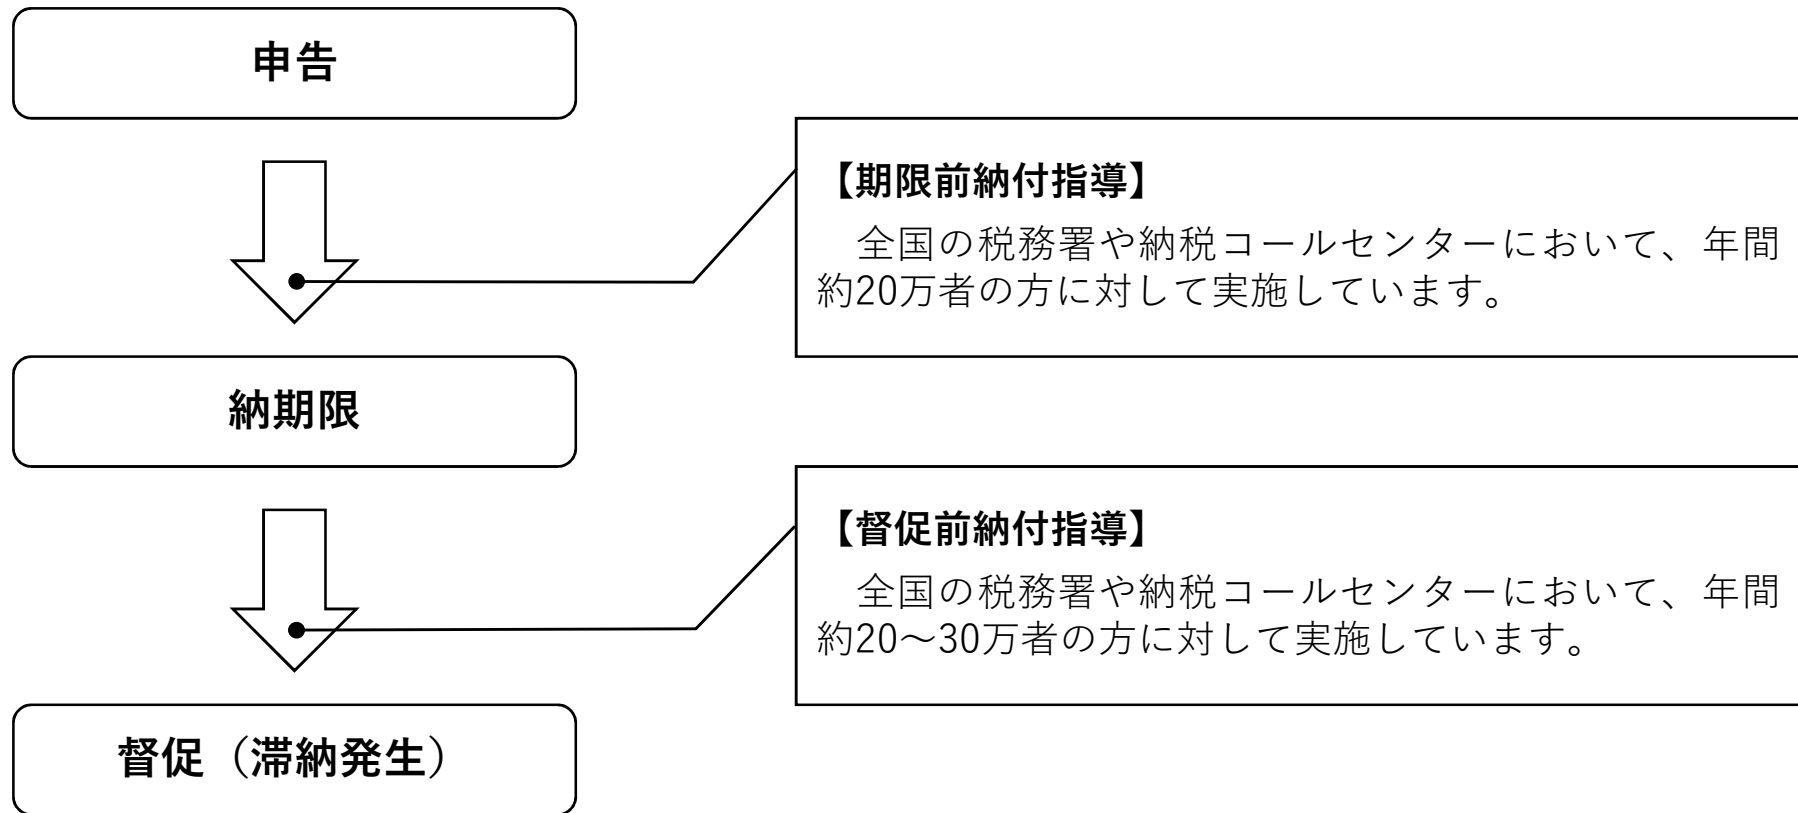 申告
【期限前納付指導】
　全国の税務署や納税コールセンターにおいて、年間
約20万者の方に対して実施しています。
納期限
【督促前納付指導】
　全国の税務署や納税コールセンターにおいて、年間
約20～30万者の方に対して実施しています。
督促（滞納発生）